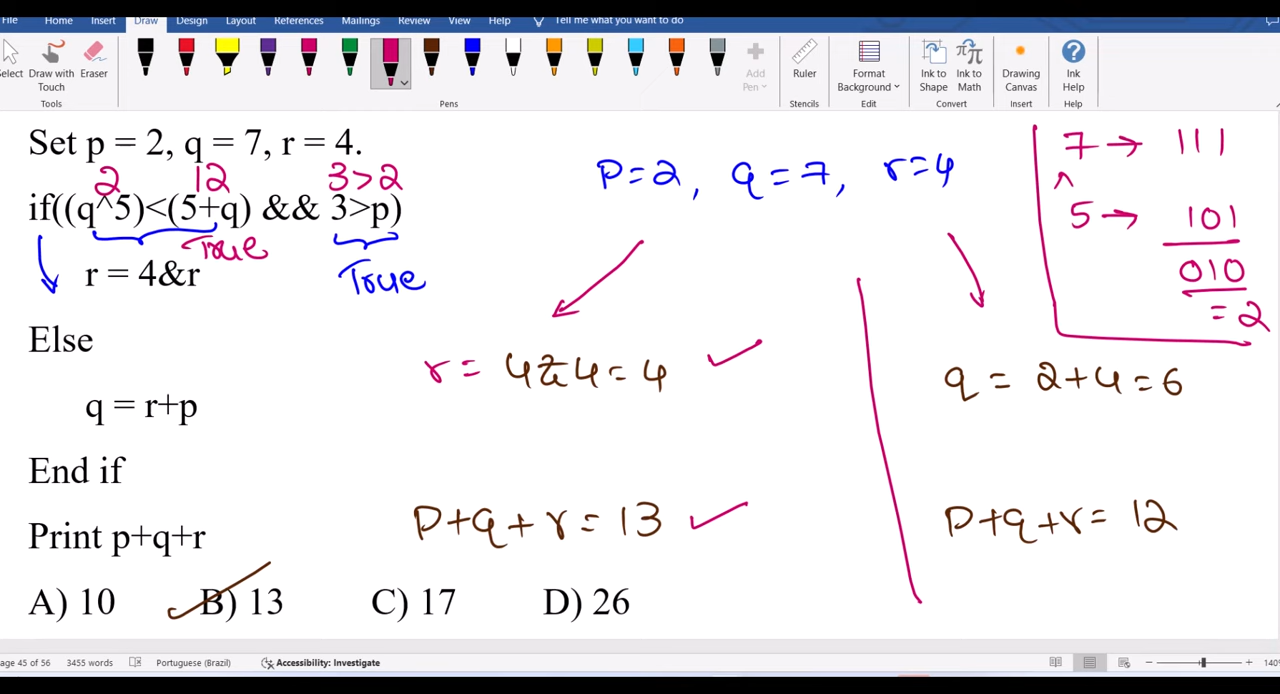 File Home Insert Draw Design Layout References Mailings Review View Help Tell me what you want to do
Select Draw with Touch Eraser Add Pen Ruler Format Background Ink to Shape Ink to Math Drawing Canvas Ink Help
Tools Pens Stencils Edit Convert Insert Help
Set p = 2, q = 7, r = 4.
2 12 3>2
if((q^5)<(5+q) && 3>p)
True True
r = 4&r
Else
q = r+p
End if
Print p+q+r
A) 10 B) 13 C) 17 D) 26
P=2, q=7, r=4
r = 4&4=4
P+q+r=13
q = 2+4=6
P+q+r=12
7→ 111
^
5→ 101
010
=2
age 45 of 56 3455 words Portuguese (Brazil) Accessibility: Investigate 140%